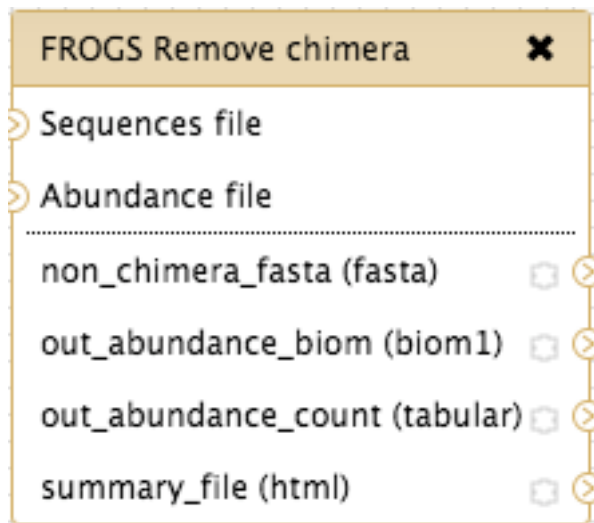 FROGS Remove chimera
Sequences file
Abundance file
non_chimera_fasta (fasta)
out_abundance_biom (biom1)
out_abundance_count (tabular)
summary_file (html)